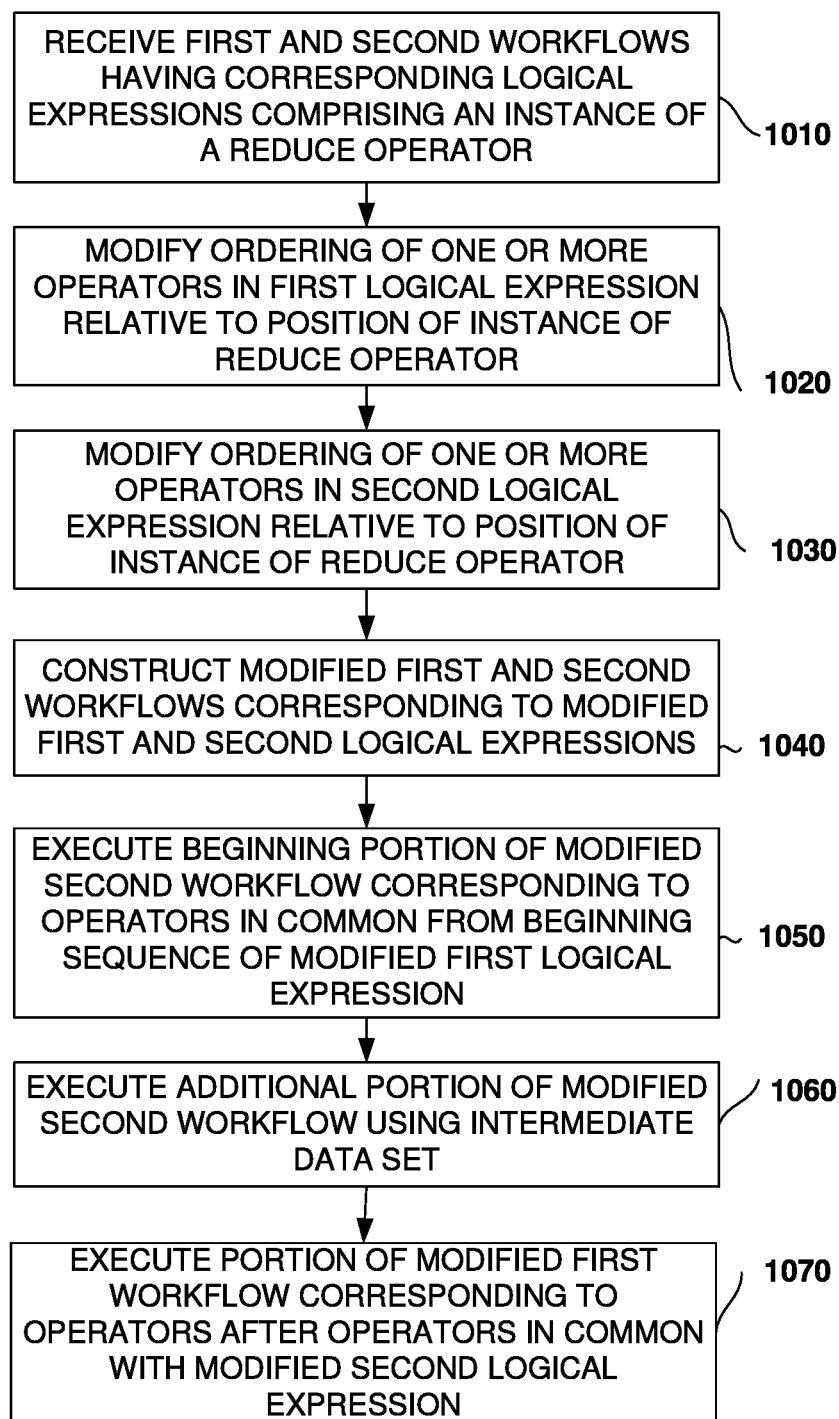 RECEIVE FIRST AND SECOND WORKFLOWS
HAVING CORRESPONDING LOGICAL
EXPRESSIONS COMPRISING AN INSTANCE OF
A REDUCE OPERATOR
1010
MODIFY ORDERING OF ONE OR MORE
OPERATORS IN FIRST LOGICAL EXPRESSION
RELATIVE TO POSITION OF INSTANCE OF
REDUCE OPERATOR
1020
MODIFY ORDERING OF ONE OR MORE
OPERATORS IN SECOND LOGICAL
EXPRESSION RELATIVE TO POSITION OF
INSTANCE OF REDUCE OPERATOR
1030
CONSTRUCT MODIFIED FIRST AND SECOND
WORKFLOWS CORRESPONDING TO MODIFIED
FIRST AND SECOND LOGICAL EXPRESSIONS
1040
EXECUTE BEGINNING PORTION OF MODIFIED
SECOND WORKFLOW CORRESPONDING TO
OPERATORS IN COMMON FROM BEGINNING
SEQUENCE OF MODIFIED FIRST LOGICAL
EXPRESSION
1050
EXECUTE ADDITIONAL PORTION OF MODIFIED
SECOND WORKFLOW USING INTERMEDIATE
DATA SET
1060
EXECUTE PORTION OF MODIFIED FIRST
WORKFLOW CORRESPONDING TO
OPERATORS AFTER OPERATORS IN COMMON
WITH MODIFIED SECOND LOGICAL
EXPRESSION
1070